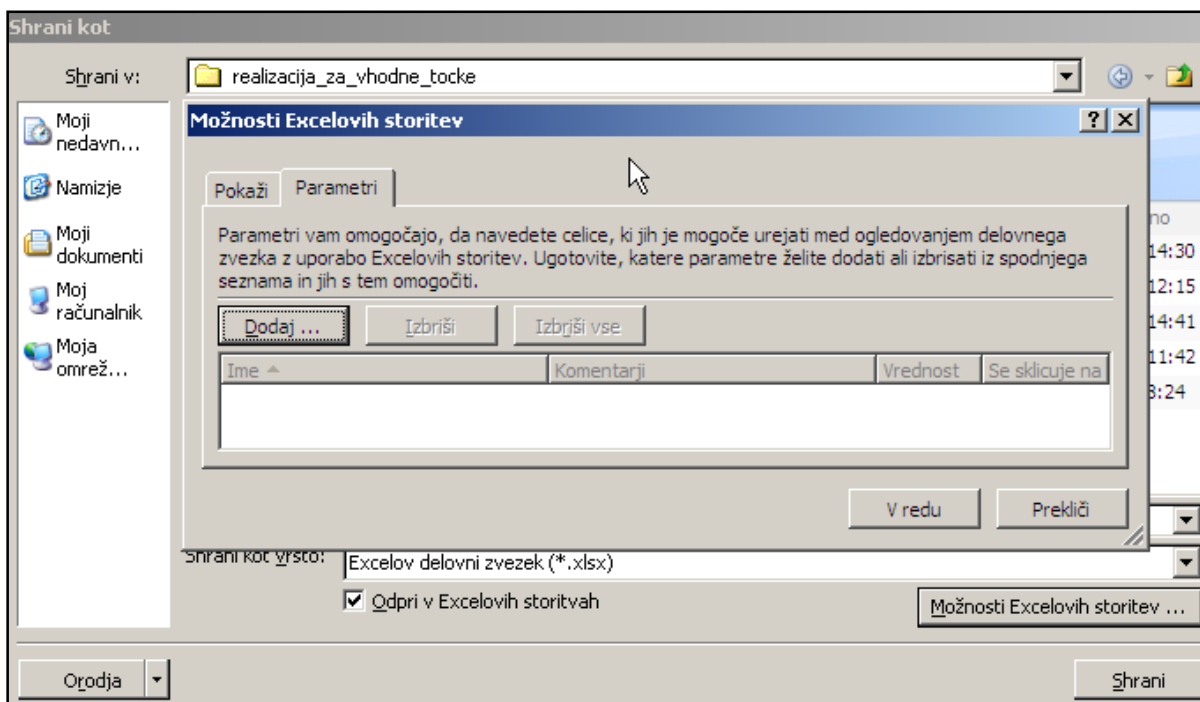 Shrani kot
Shrani v:
realizacija_za_vhodne_tocke
Moji
nedavn...
Namizje
Moji
dokumenti
Moj
računalnik
Moja
omrež...
Možnosti Excelovih storitev
Pokaži
Parametri
Parametri vam omogočajo, da navedete celice, ki jih je mogoče urejati med ogledovanjem delovnega
zvezka z uporabo Excelovih storitev. Ugotovite, katere parametre želite dodati ali izbrisati iz spodnjega
seznama in jih s tem omogočiti.
Dodaj ...
Izbriši
Izbriši vse
Ime
Komentarji
Vrednost
Se sklicuje na
V redu
Prekliči
no
14:30
12:15
14:41
11:42
3:24
Shrani kot vrsto:
Excelov delovni zvezek (*.xlsx)
Odpri v Excelovih storitvah
Možnosti Excelovih storitev ...
Orodja
Shrani